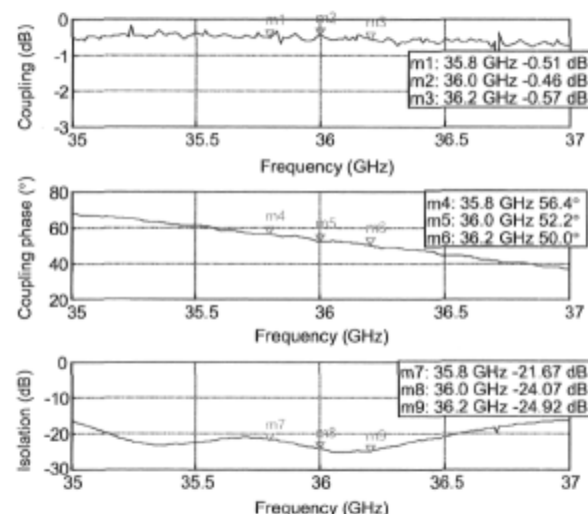 Coupling (dB)
0
-1
-2
-3
m1
m2
m3
m1: 35.8 GHz -0.51 dB
m2: 36.0 GHz -0.46 dB
m3: 36.2 GHz -0.57 dB
35
35.5
36
36.5
37
Frequency (GHz)
Coupling phase (°)
80
60
40
20
m4
m5
m6
m4: 35.8 GHz 56.4°
m5: 36.0 GHz 52.2°
m6: 36.2 GHz 50.0°
35
35.5
36
36.5
37
Frequency (GHz)
Isolation (dB)
0
-10
-20
-30
m7
m8
m9
m7: 35.8 GHz -21.67 dB
m8: 36.0 GHz -24.07 dB
m9: 36.2 GHz -24.92 dB
35
35.5
36
36.5
37
Frequency (GHz)